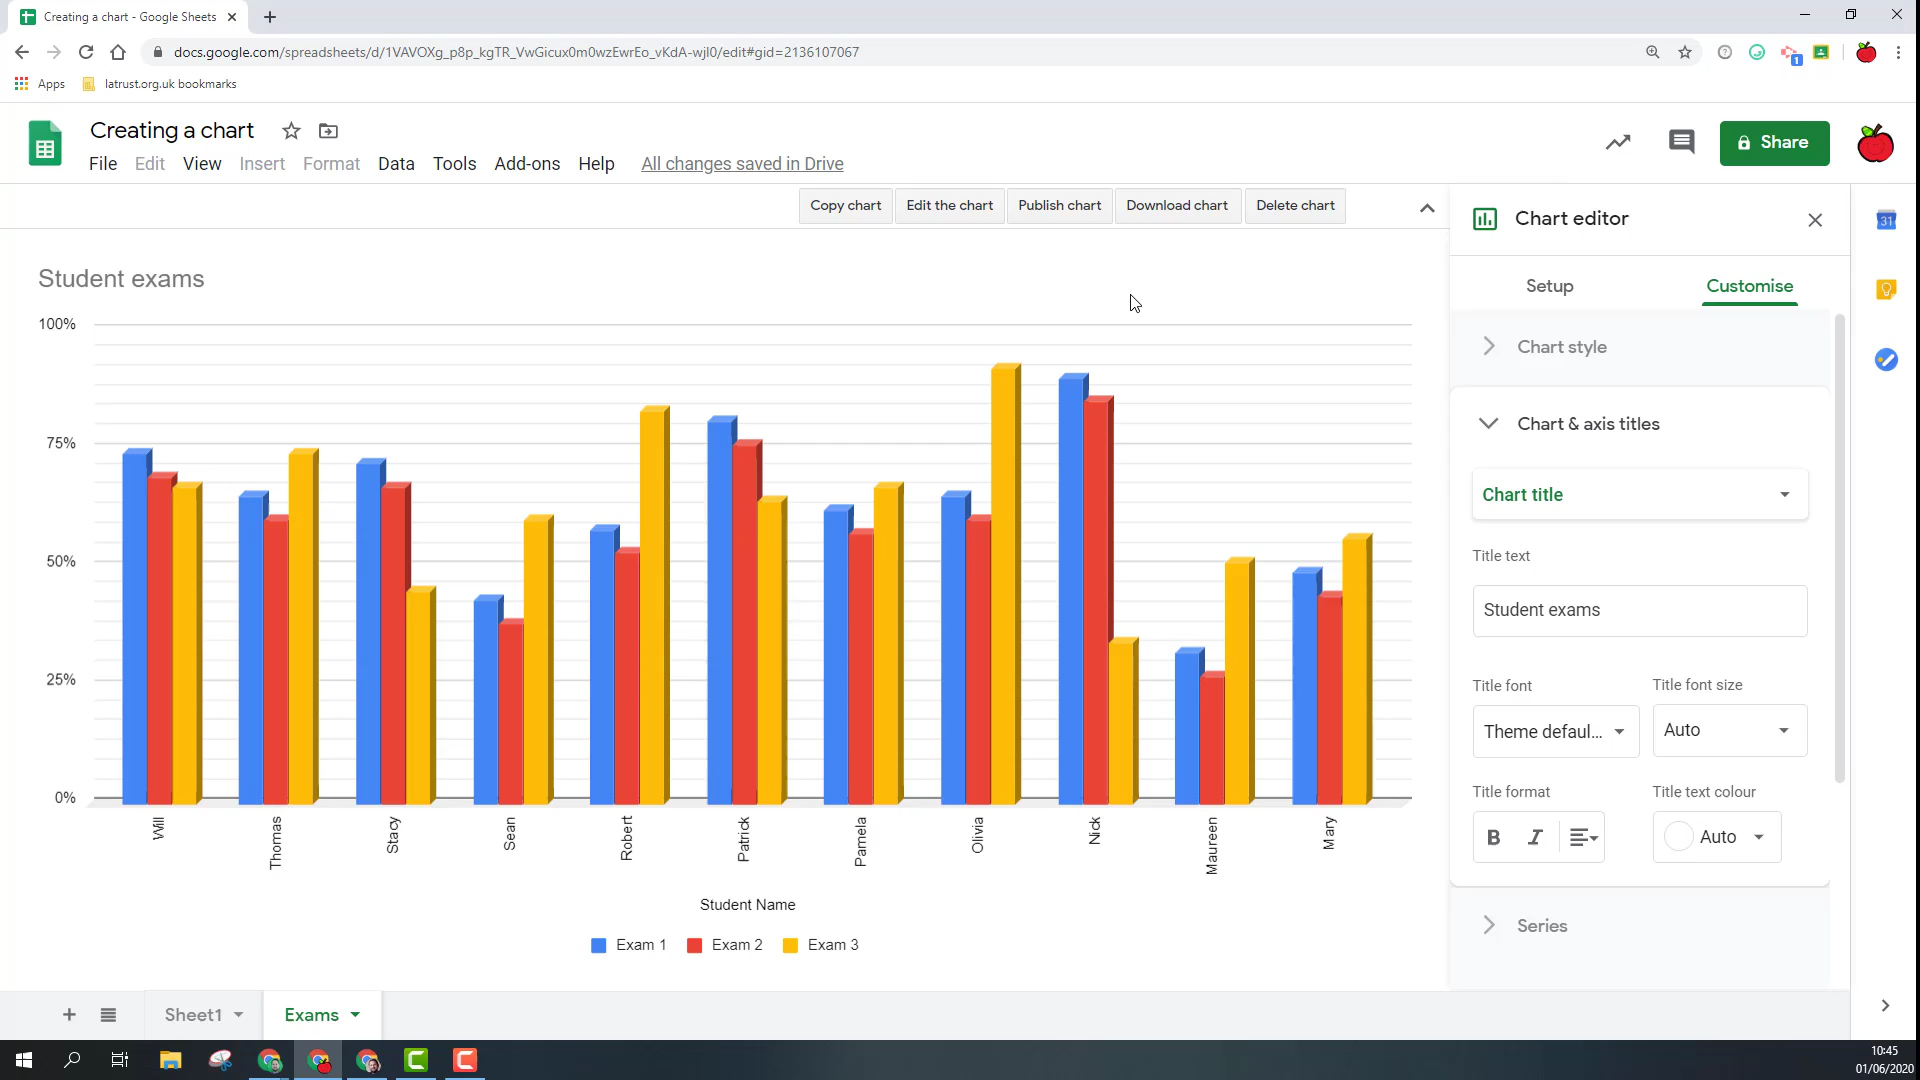 Creating a chart - Google Sheets
docs.google.com/spreadsheets/d/1VAVOXg_p8p_kgTR_VwGicux0m0wzEwrEo_vKdA-wjl0/edit#gid=2136107067
1
Apps
latrust.org.uk bookmarks
Creating a chart
File Edit View Insert Format Data Tools Add-ons Help All changes saved in Drive
Share
Copy chart Edit the chart Publish chart Download chart Delete chart
Chart editor
31
Setup Customise
Student exams
100%
75%
50%
25%
0%
Will Thomas Stacy Sean Robert Patrick Pamela Olivia Nick Maureen Mary
Student Name
Exam 1 Exam 2 Exam 3
Chart style
Chart & axis titles
Chart title
Title text
Student exams
Title font Title font size
Theme defaul... Auto
Title format Title text colour
B I Auto
Series
Sheet1 Exams
10:45
01/06/2020